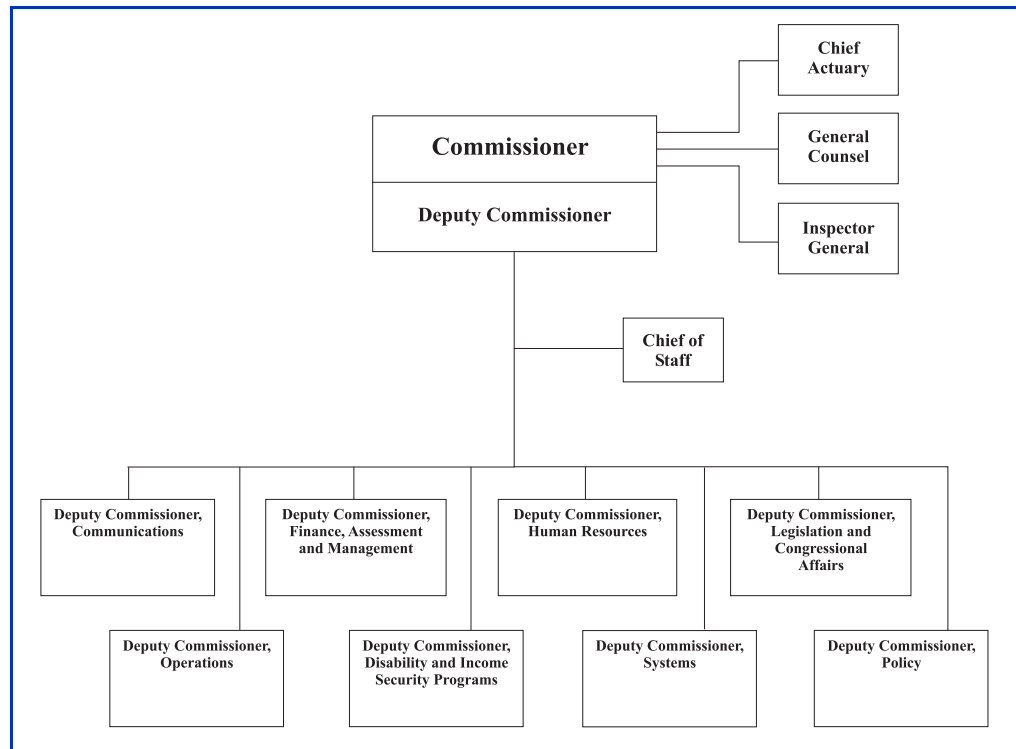 Chief
Actuary
Commissioner
General
Counsel
Deputy Commissioner
Inspector
General
Chief of
Staff
Deputy Commissioner,
Communications
Deputy Commissioner,
Finance, Assessment
and Management
Deputy Commissioner,
Human Resources
Deputy Commissioner,
Legislation and
Congressional
Affairs
Deputy Commissioner,
Operations
Deputy Commissioner,
Disability and Income
Security Programs
Deputy Commissioner,
Systems
Deputy Commissioner,
Policy